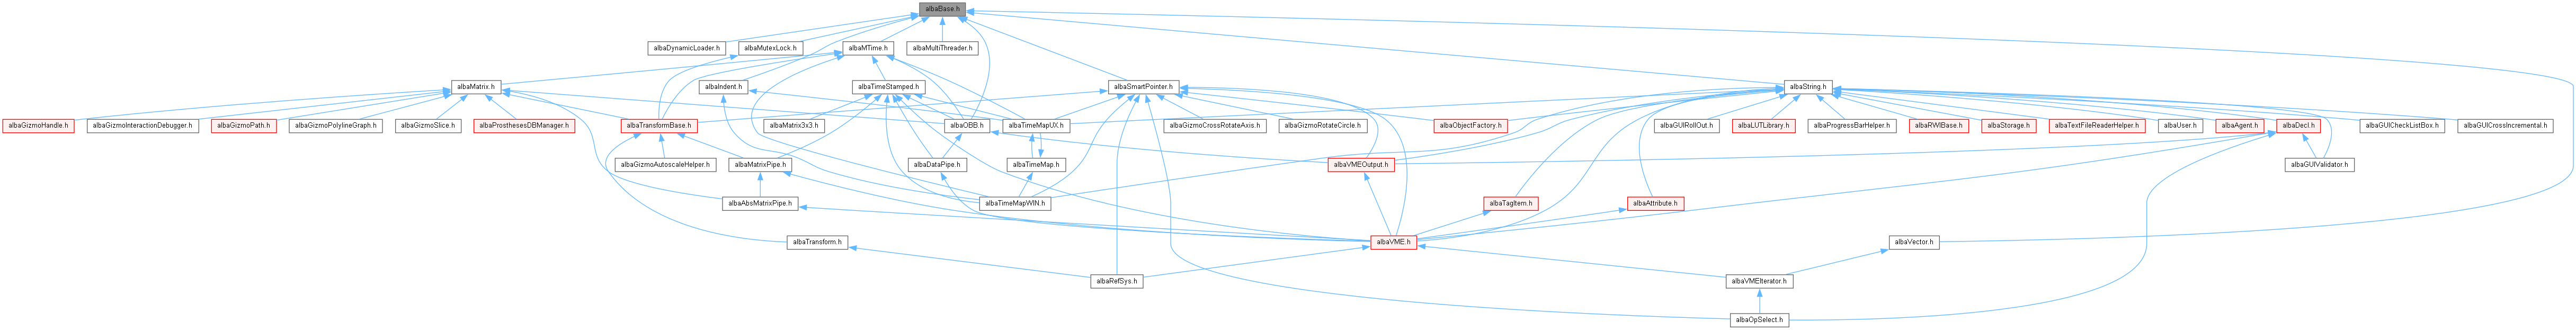 albaBase.h
albaDynamicLoader.h
albaMutexLock.h
albaMTime.h
albaMultiThreader.h
albaMatrix.h
albaIndent.h
albaTimeStamped.h
albaSmartPointer.h
albaString.h
albaGizmoHandle.h
albaGizmoInteractionDebugger.h
albaGizmoPath.h
albaGizmoPolylineGraph.h
albaGizmoSlice.h
albaProsthesesDBManager.h
albaTransformBase.h
albaMatrix3x3.h
albaOBB.h
albaTimeMapUX.h
albaGizmoCrossRotateAxis.h
albaGizmoRotateCircle.h
albaObjectFactory.h
albaGUIRollOut.h
albaLUTLibrary.h
albaProgressBarHelper.h
albaRWIBase.h
albaStorage.h
albaTextFileReaderHelper.h
albaUser.h
albaAgent.h
albaDecl.h
albaGUICheckListBox.h
albaGUICrossIncremental.h
albaGizmoAutoscaleHelper.h
albaMatrixPipe.h
albaDataPipe.h
albaTimeMap.h
albaVMEOutput.h
albaGUIValidator.h
albaAbsMatrixPipe.h
albaTimeMapWIN.h
albaTagItem.h
albaAttribute.h
albaTransform.h
albaVME.h
albaVector.h
albaRefSys.h
albaVMEIterator.h
albaOpSelect.h